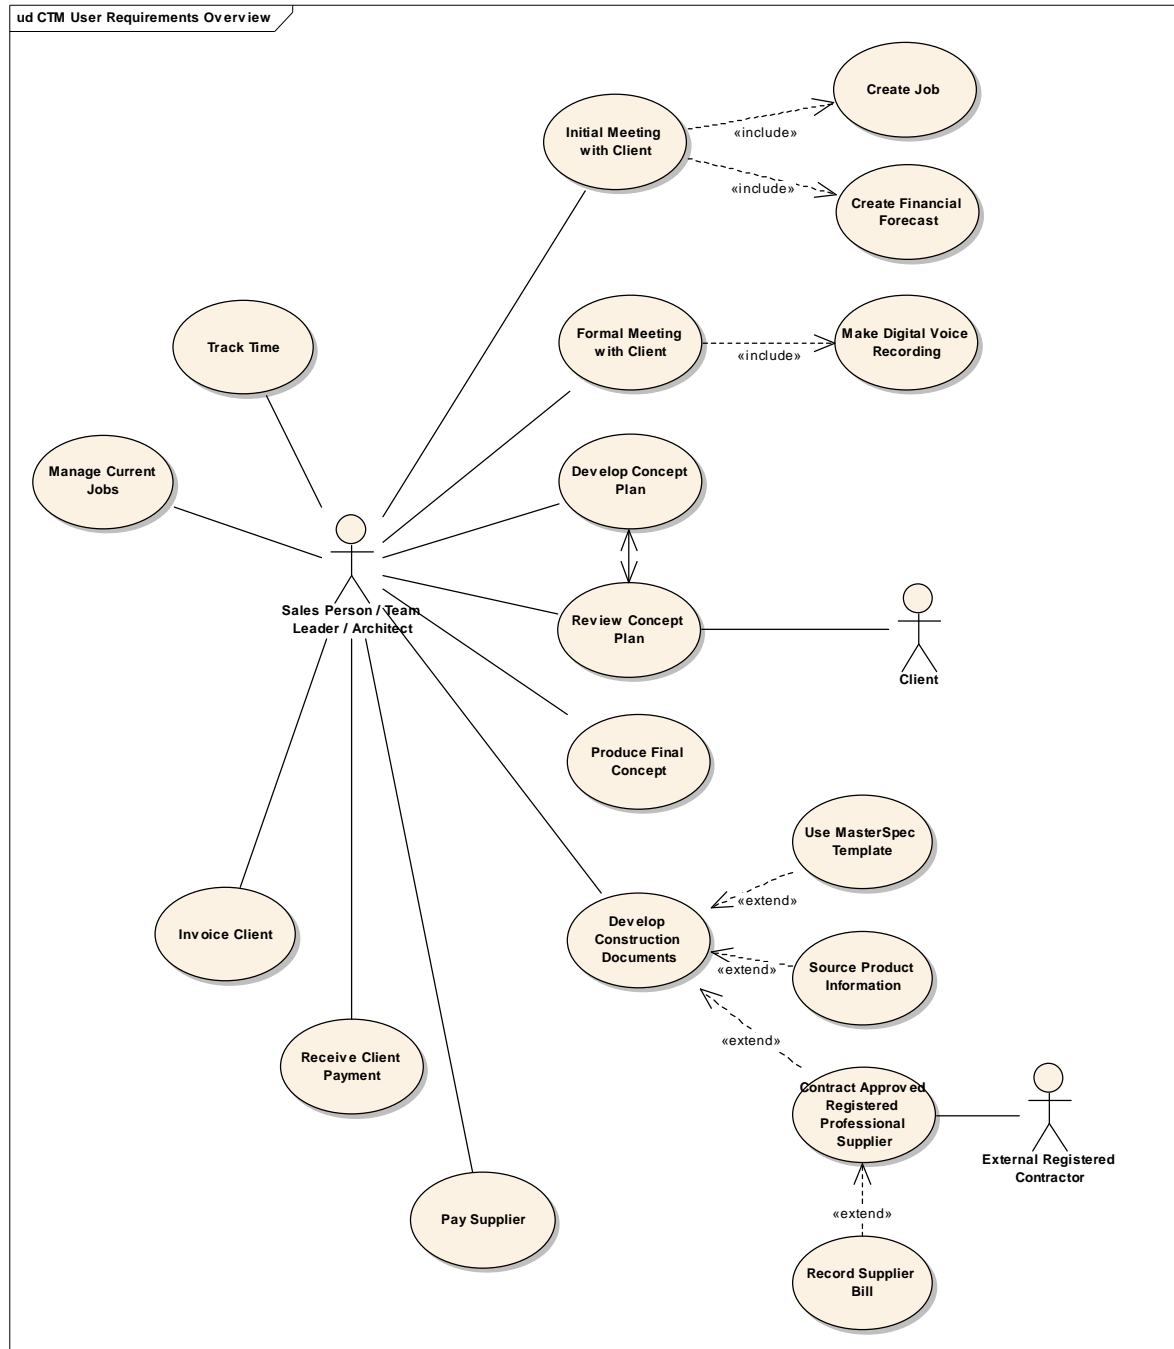 ud CTM User Requirements Overview
Create Job
Initial Meeting
with Client
«include»
«include»
Create Financial
Forecast
Track Time
Formal Meeting
with Client
«include»
Make Digital Voice
Recording
Manage Current
Jobs
Develop Concept
Plan
Sales Person / Team
Leader / Architect
Review Concept
Plan
Client
Produce Final
Concept
Use MasterSpec
Template
«extend»
Invoice Client
Develop
Construction
Documents
«extend»
Source Product
Information
«extend»
Receive Client
Payment
Contract Approved
Registered
Professional
Supplier
External Registered
Contractor
Pay Supplier
«extend»
Record Supplier
Bill